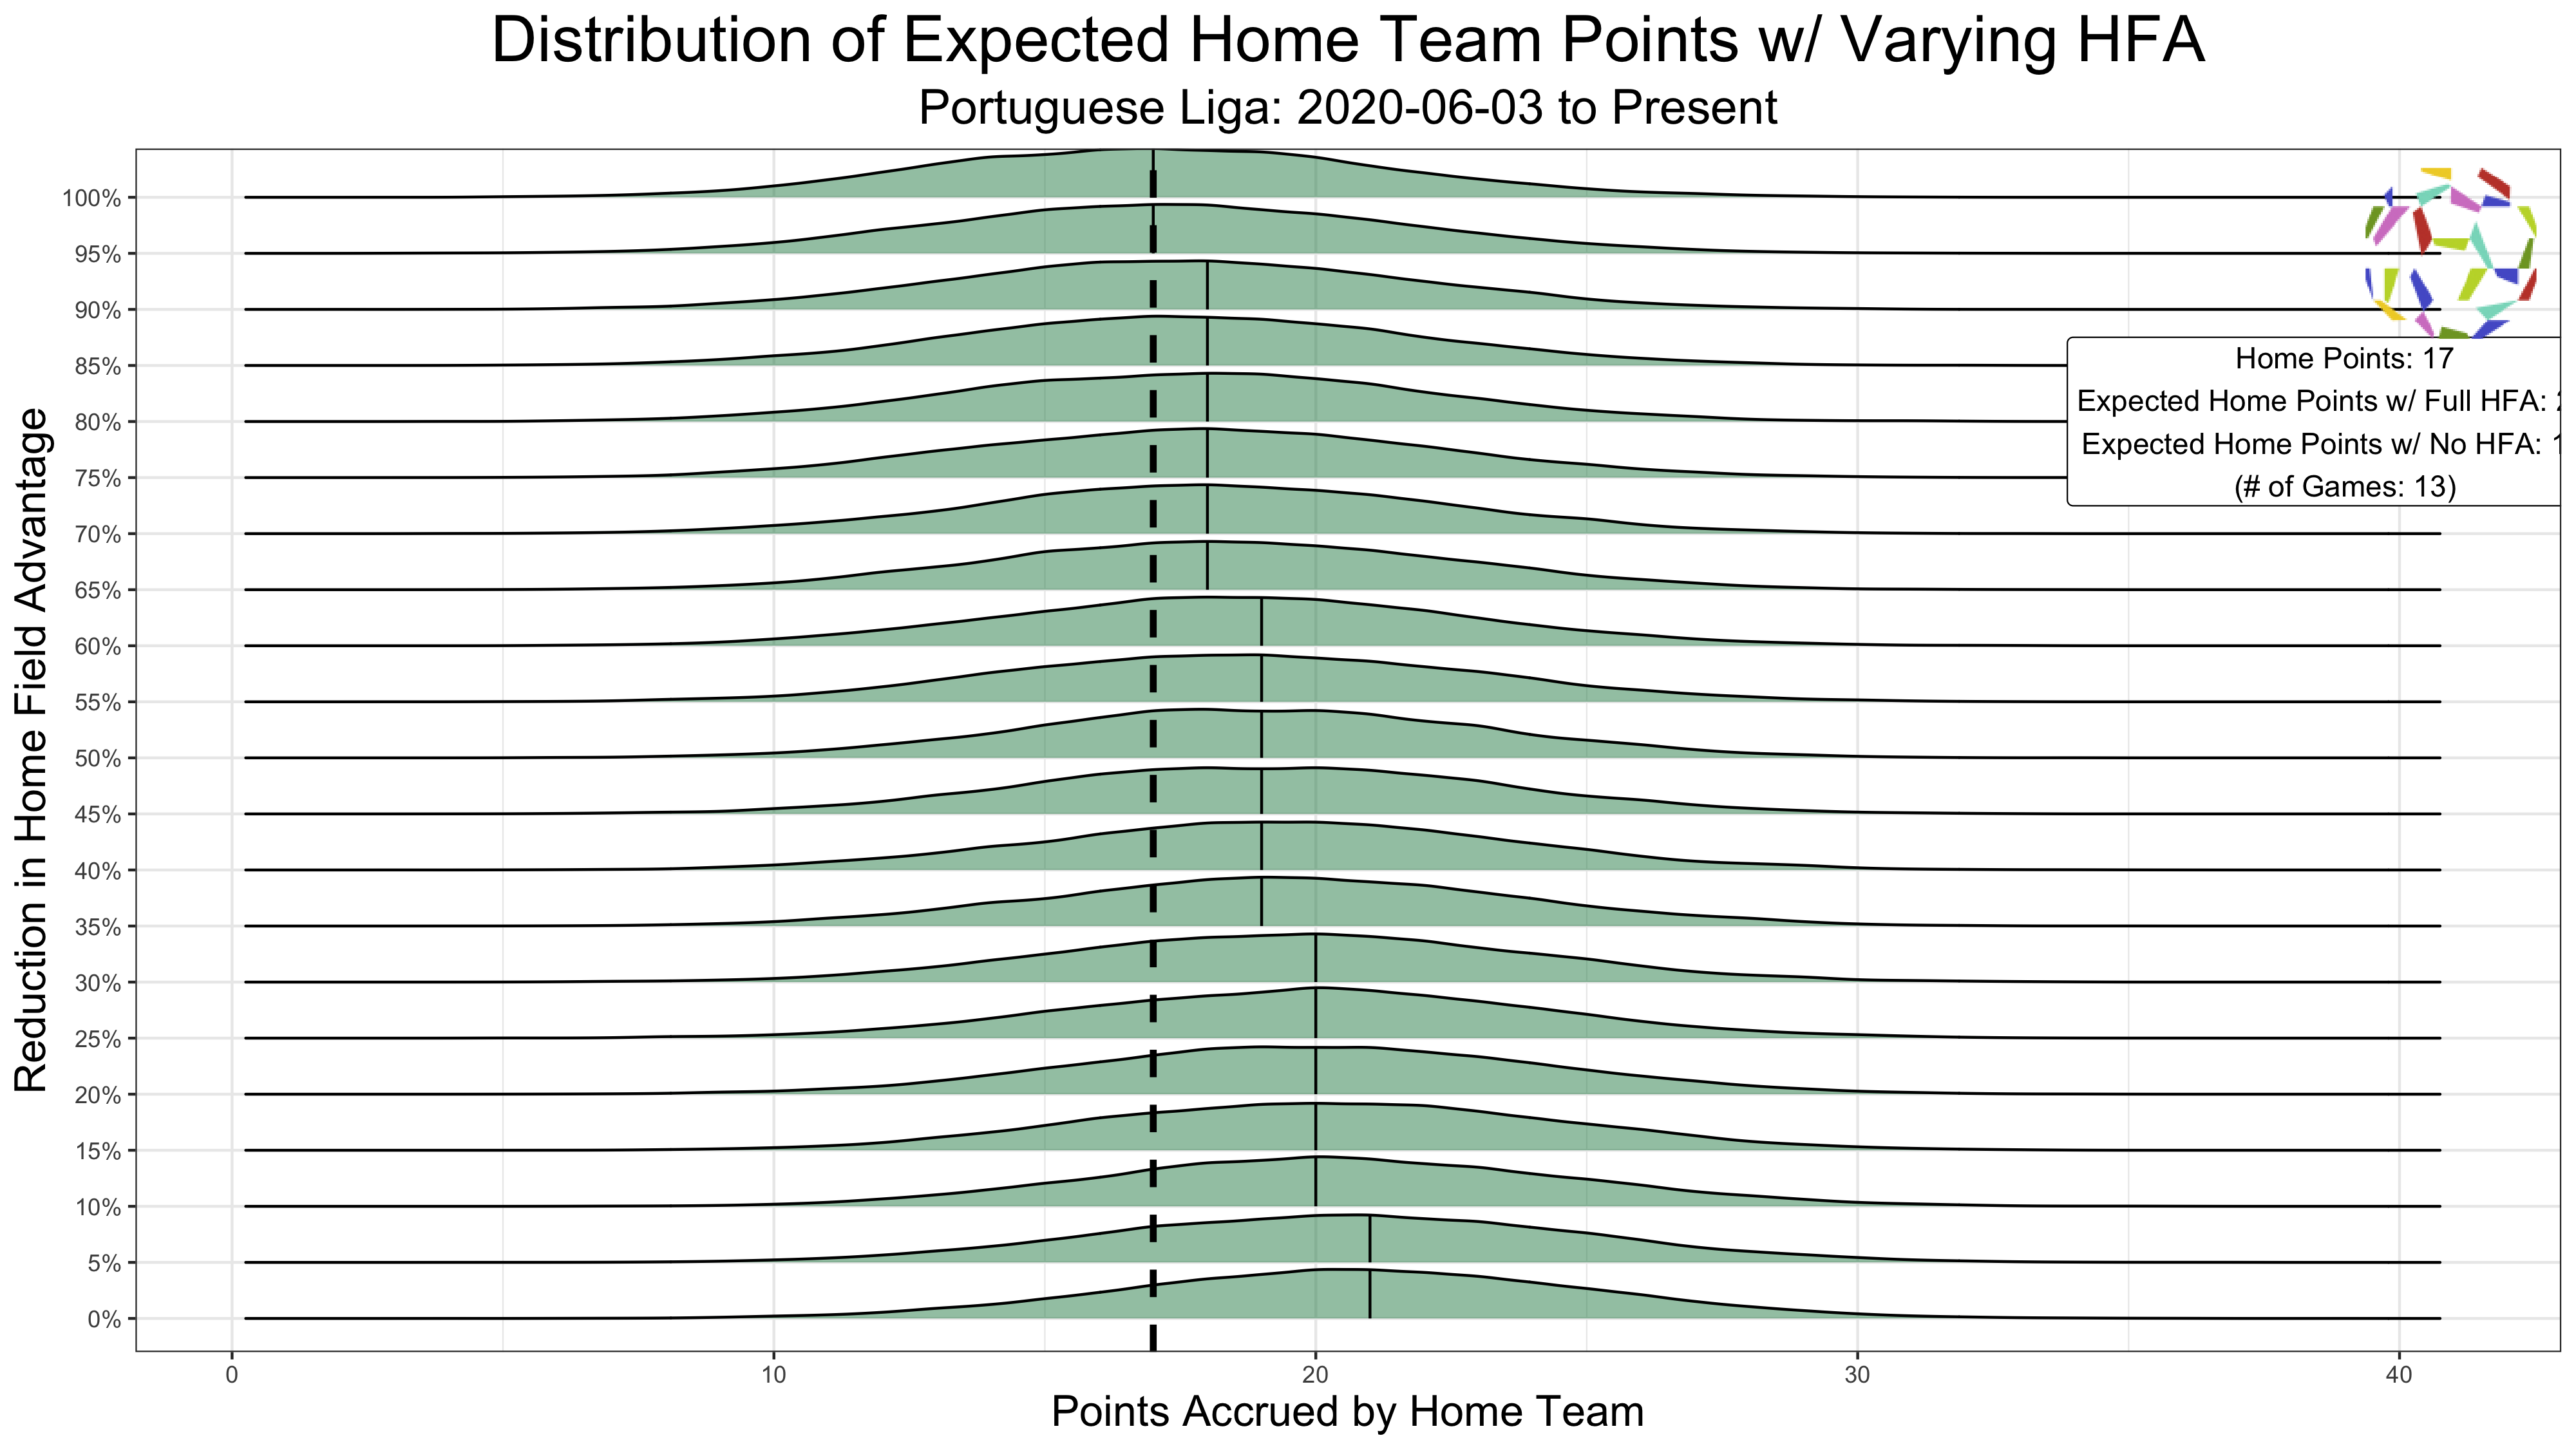 Distribution of Expected Home Team Points w/ Varying HFA
Portuguese Liga: 2020-06-03 to Present
Reduction in Home Field Advantage
100%
95%
90%
85%
80%
75%
70%
65%
60%
55%
50%
45%
40%
35%
30%
25%
20%
15%
10%
5%
0%
Home Points: 17
Expected Home Points w/ Full HFA:
Expected Home Points w/ No HFA:
(# of Games: 13)
0 10 20 30 40
Points Accrued by Home Team